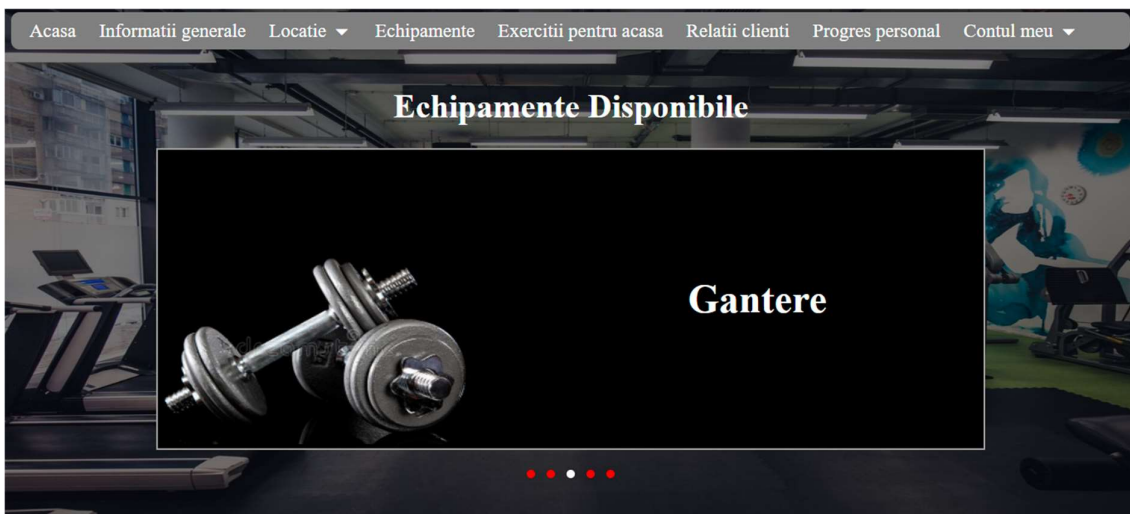 Acasa Informatii generale Locatie Echipamente Exercitii pentru acasa Relatii clienti Progres personal Contul meu
Echipamente Disponibile
Gantere